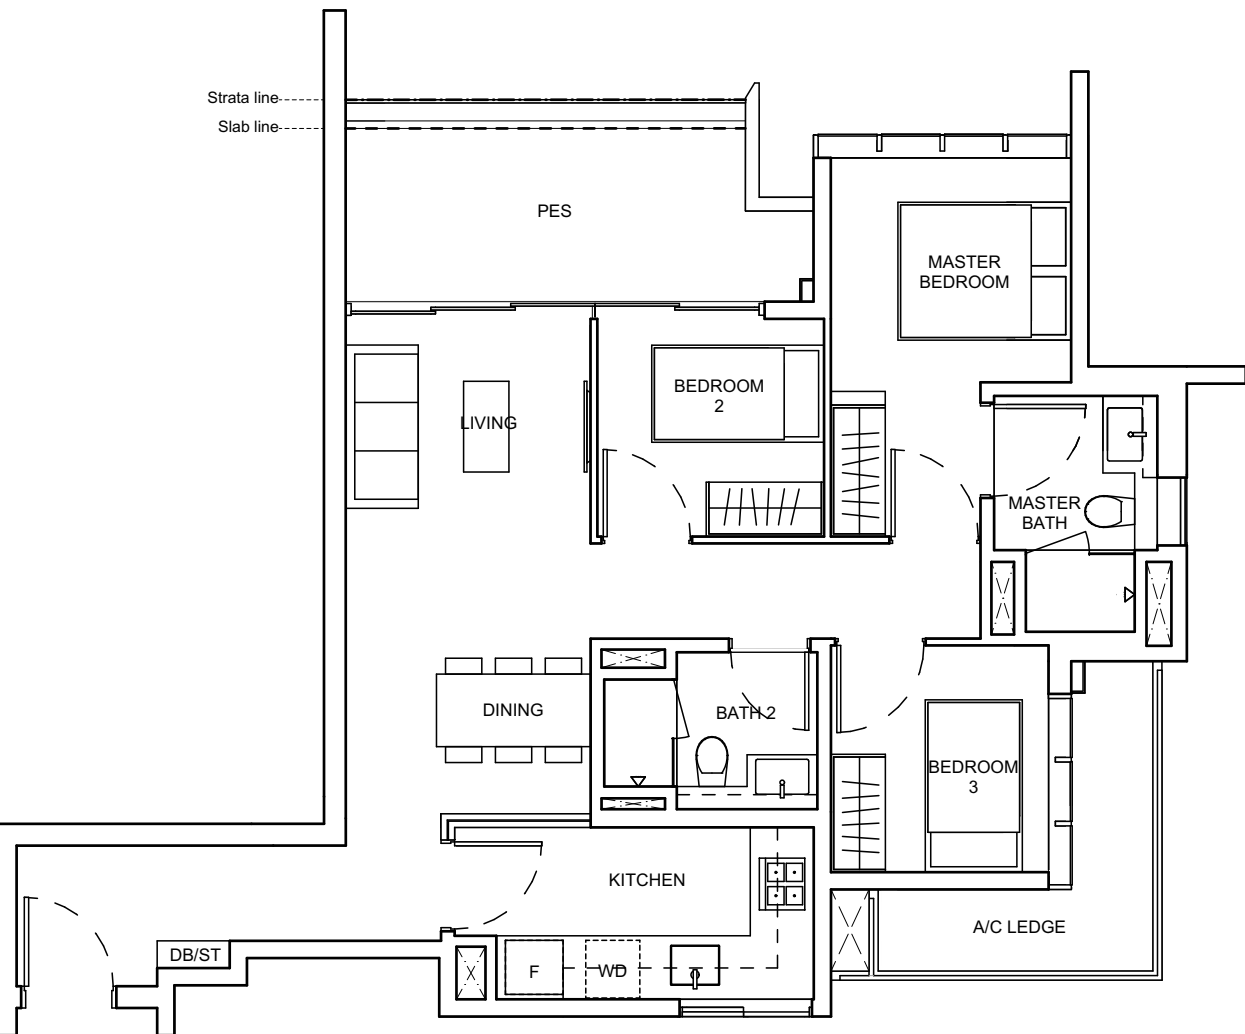 Strata line
Slab line
PES
MASTER
BEDROOM
BEDROOM
2
LIVING
MASTER
BATH
DINING
BATH 2
BEDROOM
3
KITCHEN
A/C LEDGE
DB/ST
F
WD